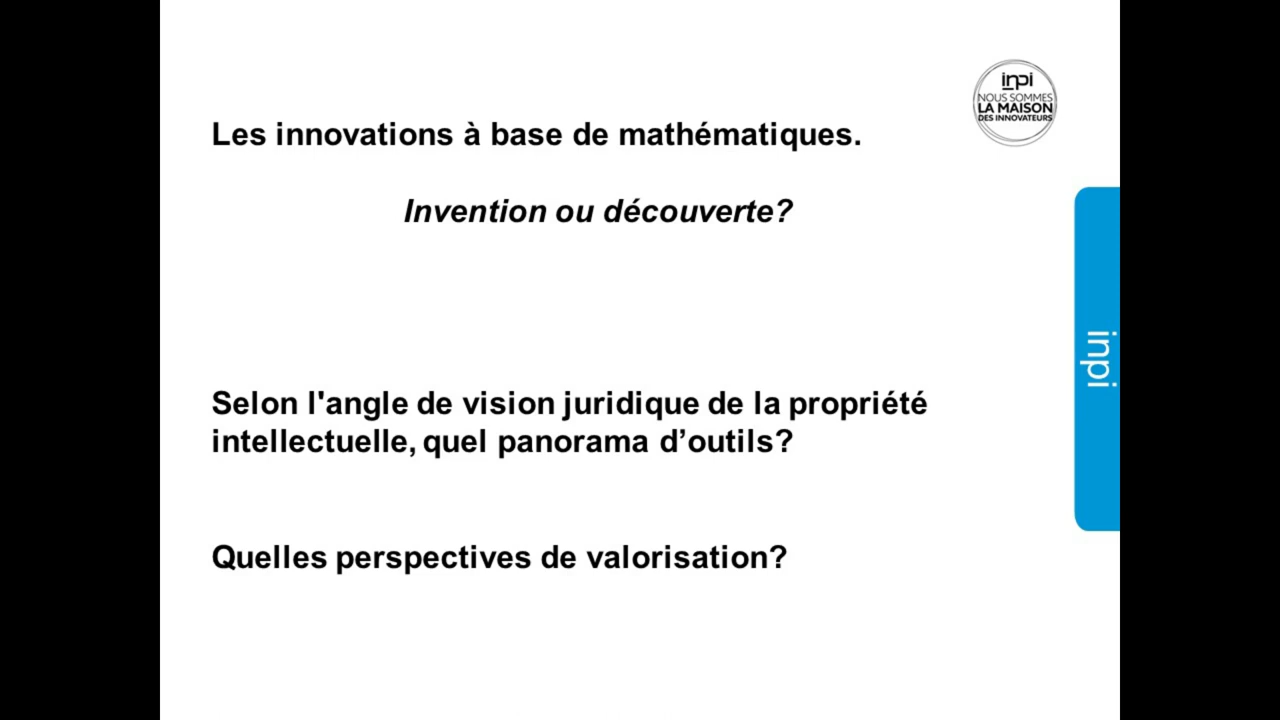 inpi
NOUS SOMMES
LA MAISON
DES INNOVATEURS
Les innovations à base de mathématiques.
Invention ou découverte?
inpi
Selon l'angle de vision juridique de la propriété
intellectuelle, quel panorama d’outils?
Quelles perspectives de valorisation?